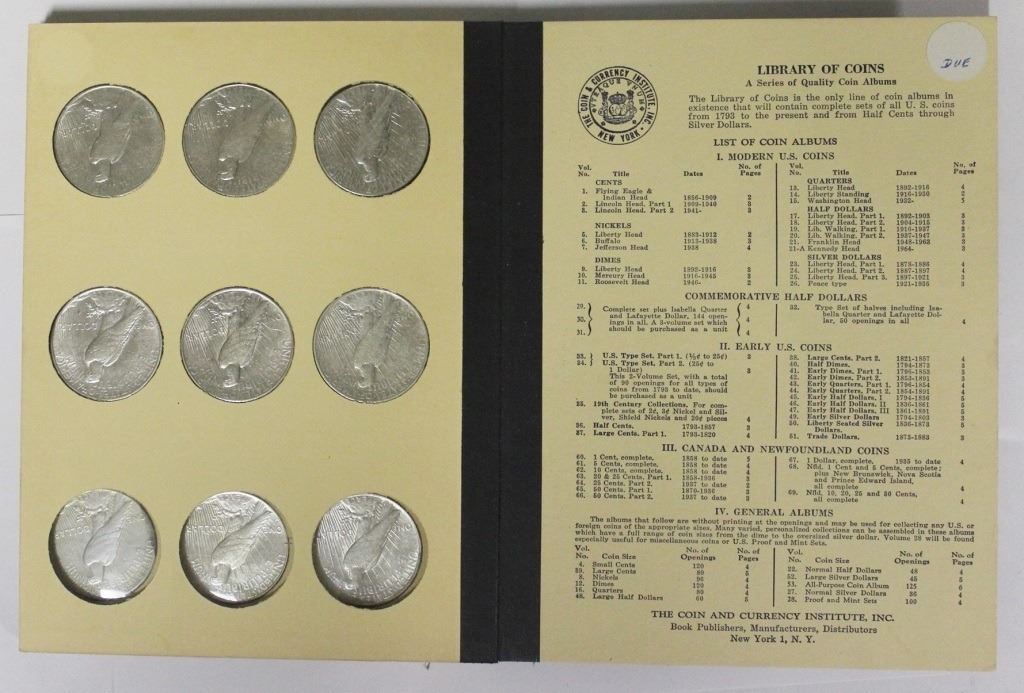 DUE
THE COIN & CURRENCY INSTITUTE, INC.
NEW YORK
LIBRARY OF COINS
A Series of Quality Coin Albums
The Library of Coins is the only line of coin albums in
existence that will contain complete sets of all U. S. coins
from 1793 to the present and from Half Cents through
Silver Dollars.
LIST OF COIN ALBUMS
I. MODERN U.S. COINS
Vol. No. Title Dates No. of Pages
CENTS
1. Flying Eagle &
Indian Head 1856-1909 2
2. Lincoln Head, Part 1 1909-1940 3
3. Lincoln Head, Part 2 1941- 3
NICKELS
5. Liberty Head 1883-1912 2
6. Buffalo 1913-1938 3
7. Jefferson Head 1938 4
DIMES
9. Liberty Head 1892-1916 3
10. Mercury Head 1916-1945 3
11. Roosevelt Head 1946- 2
Vol. No. Title Dates No. of Pages
QUARTERS
13. Liberty Head 1892-1916 4
14. Liberty Standing 1916-1930 2
15. Washington Head 1932- 5
HALF DOLLARS
17. Liberty Head, Part 1. 1892-1903 3
18. Liberty Head, Part 2. 1904-1915 3
19. Lib. Walking, Part 1. 1916-1937 3
20. Lib. Walking, Part 2. 1937-1947 3
21. Franklin Head 1948-1963 3
21-A Kennedy Head 1964- 3
SILVER DOLLARS
23. Liberty Head, Part 1. 1878-1886 4
24. Liberty Head, Part 2. 1887-1897 4
25. Liberty Head, Part 3. 1897-1921 3
26. Peace type 1921-1935 3
COMMEMORATIVE HALF DOLLARS
29. 4
30. 4
31. 4
Complete set plus Isabella Quarter
and Lafayette Dollar, 144 open-
ings in all. A 3-volume set which
should be purchased as a unit
32. Type Set of halves including Isa-
bella Quarter and Lafayette Dol-
lar, 50 openings in all 4
II. EARLY U.S. COINS
33. U.S. Type Set, Part 1. (½¢ to 25¢) 3
34. U.S. Type Set, Part 2. (25¢ to
1 Dollar) 3
This 2-Volume Set, with a total
of 90 openings for all types of
coins from 1793 to date, should
be purchased as a unit
35. 19th Century Collections. For com-
plete sets of 2¢, 3¢ Nickel and Sil-
ver, Shield Nickels and 20¢ pieces 4
36. Half Cents. 1793-1857 3
37. Large Cents, Part 1. 1793-1820 4
38. Large Cents, Part 2. 1821-1857 4
40. Half Dimes. 1794-1873
41. Early Dimes, Part 1. 1796-1853
42. Early Dimes, Part 2. 1853-1891
43. Early Quarters, Part 1. 1796-1854 4
44. Early Quarters, Part 2. 1854-1891 4
45. Early Half Dollars, I 1794-1836 5
46. Early Half Dollars, II 1836-1861 5
47. Early Half Dollars, III 1861-1891 5
49. Early Silver Dollars 1794-1803 3
50. Liberty Seated Silver 1836-1873 5
Dollars.
51. Trade Dollars. 1873-1883 3
III. CANADA AND NEWFOUNDLAND COINS
60. 1 Cent, complete, 1858 to date 5
61. 5 Cents, complete, 1858 to date 4
62. 10 Cents, complete, 1858 to date 4
63. 20 & 25 Cents, Part 1. 1858-1936 3
64. 25 Cents, Part 2. 1937 to date 2
65. 50 Cents, Part 1. 1870-1936 3
66. 50 Cents, Part 2. 1937 to date 3
67. 1 Dollar, complete, 1935 to date 4
68. Nfld. 1 Cent and 5 Cents, complete;
plus New Brunswick, Nova Scotia
and Prince Edward Island,
all complete 4
69. Nfld, 10, 20, 25 and 50 Cents,
all complete 4
IV. GENERAL ALBUMS
The albums that follow are without printing at the openings and may be used for collecting any U.S. or
foreign coins of the appropriate sizes. Many varied, personalized collections can be assembled in these albums
which have a full range of coin sizes from the dime to the oversized silver dollar. Volume 28 will be found
especially useful for miscellaneous coins or U.S. Proof and Mint Sets.
Vol. No. Coin Size No. of Openings No. of Pages
4. Small Cents 120 4
39. Large Cents 80 5
8. Nickels 96 4
12. Dimes 120 4
16. Quarters 80 4
48. Large Half Dollars 60 5
Vol. No. Coin Size No. of Openings No. of Pages
22. Normal Half Dollars 48 4
52. Large Silver Dollars 45 5
53. All-Purpose Coin Album 125 6
27. Normal Silver Dollars 36 4
28. Proof and Mint Sets 100 4
THE COIN AND CURRENCY INSTITUTE, INC.
Book Publishers, Manufacturers, Distributors
New York 1, N. Y.